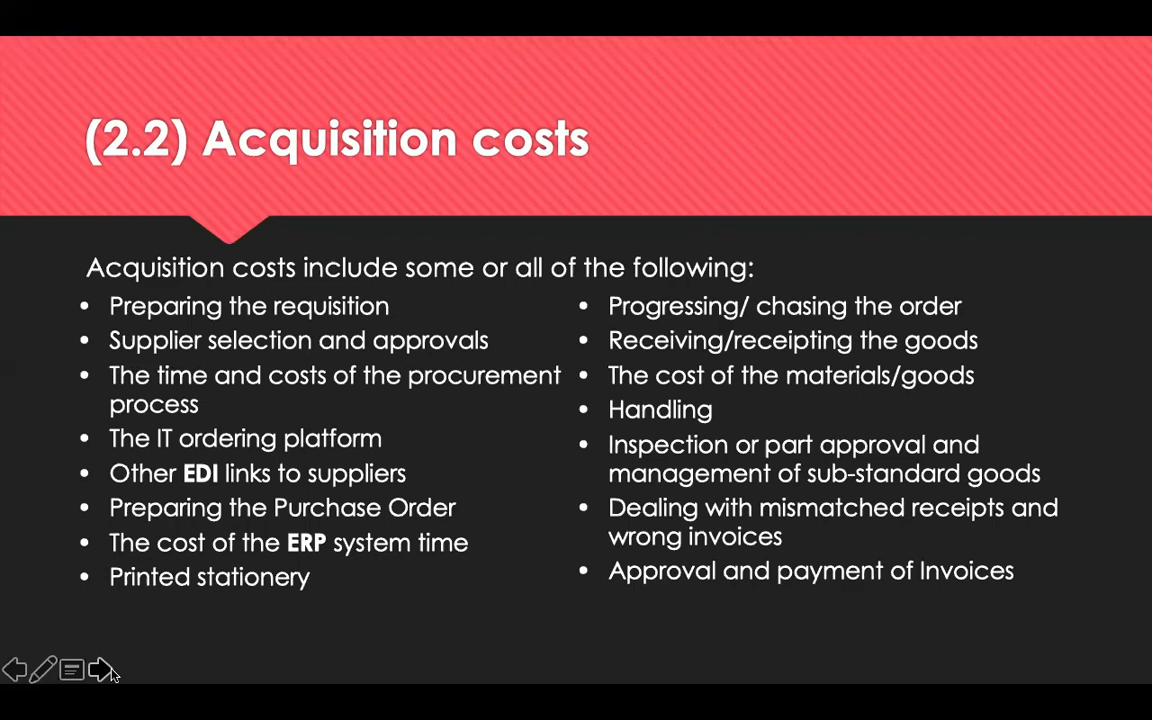 (2.2) Acquisition costs
Acquisition costs include some or all of the following:
• Preparing the requisition
• Supplier selection and approvals
• The time and costs of the procurement
process
• The IT ordering platform
• Other EDI links to suppliers
• Preparing the Purchase Order
• The cost of the ERP system time
• Printed stationery
• Progressing/ chasing the order
• Receiving/receipting the goods
• The cost of the materials/goods
• Handling
• Inspection or part approval and
management of sub-standard goods
• Dealing with mismatched receipts and
wrong invoices
• Approval and payment of Invoices